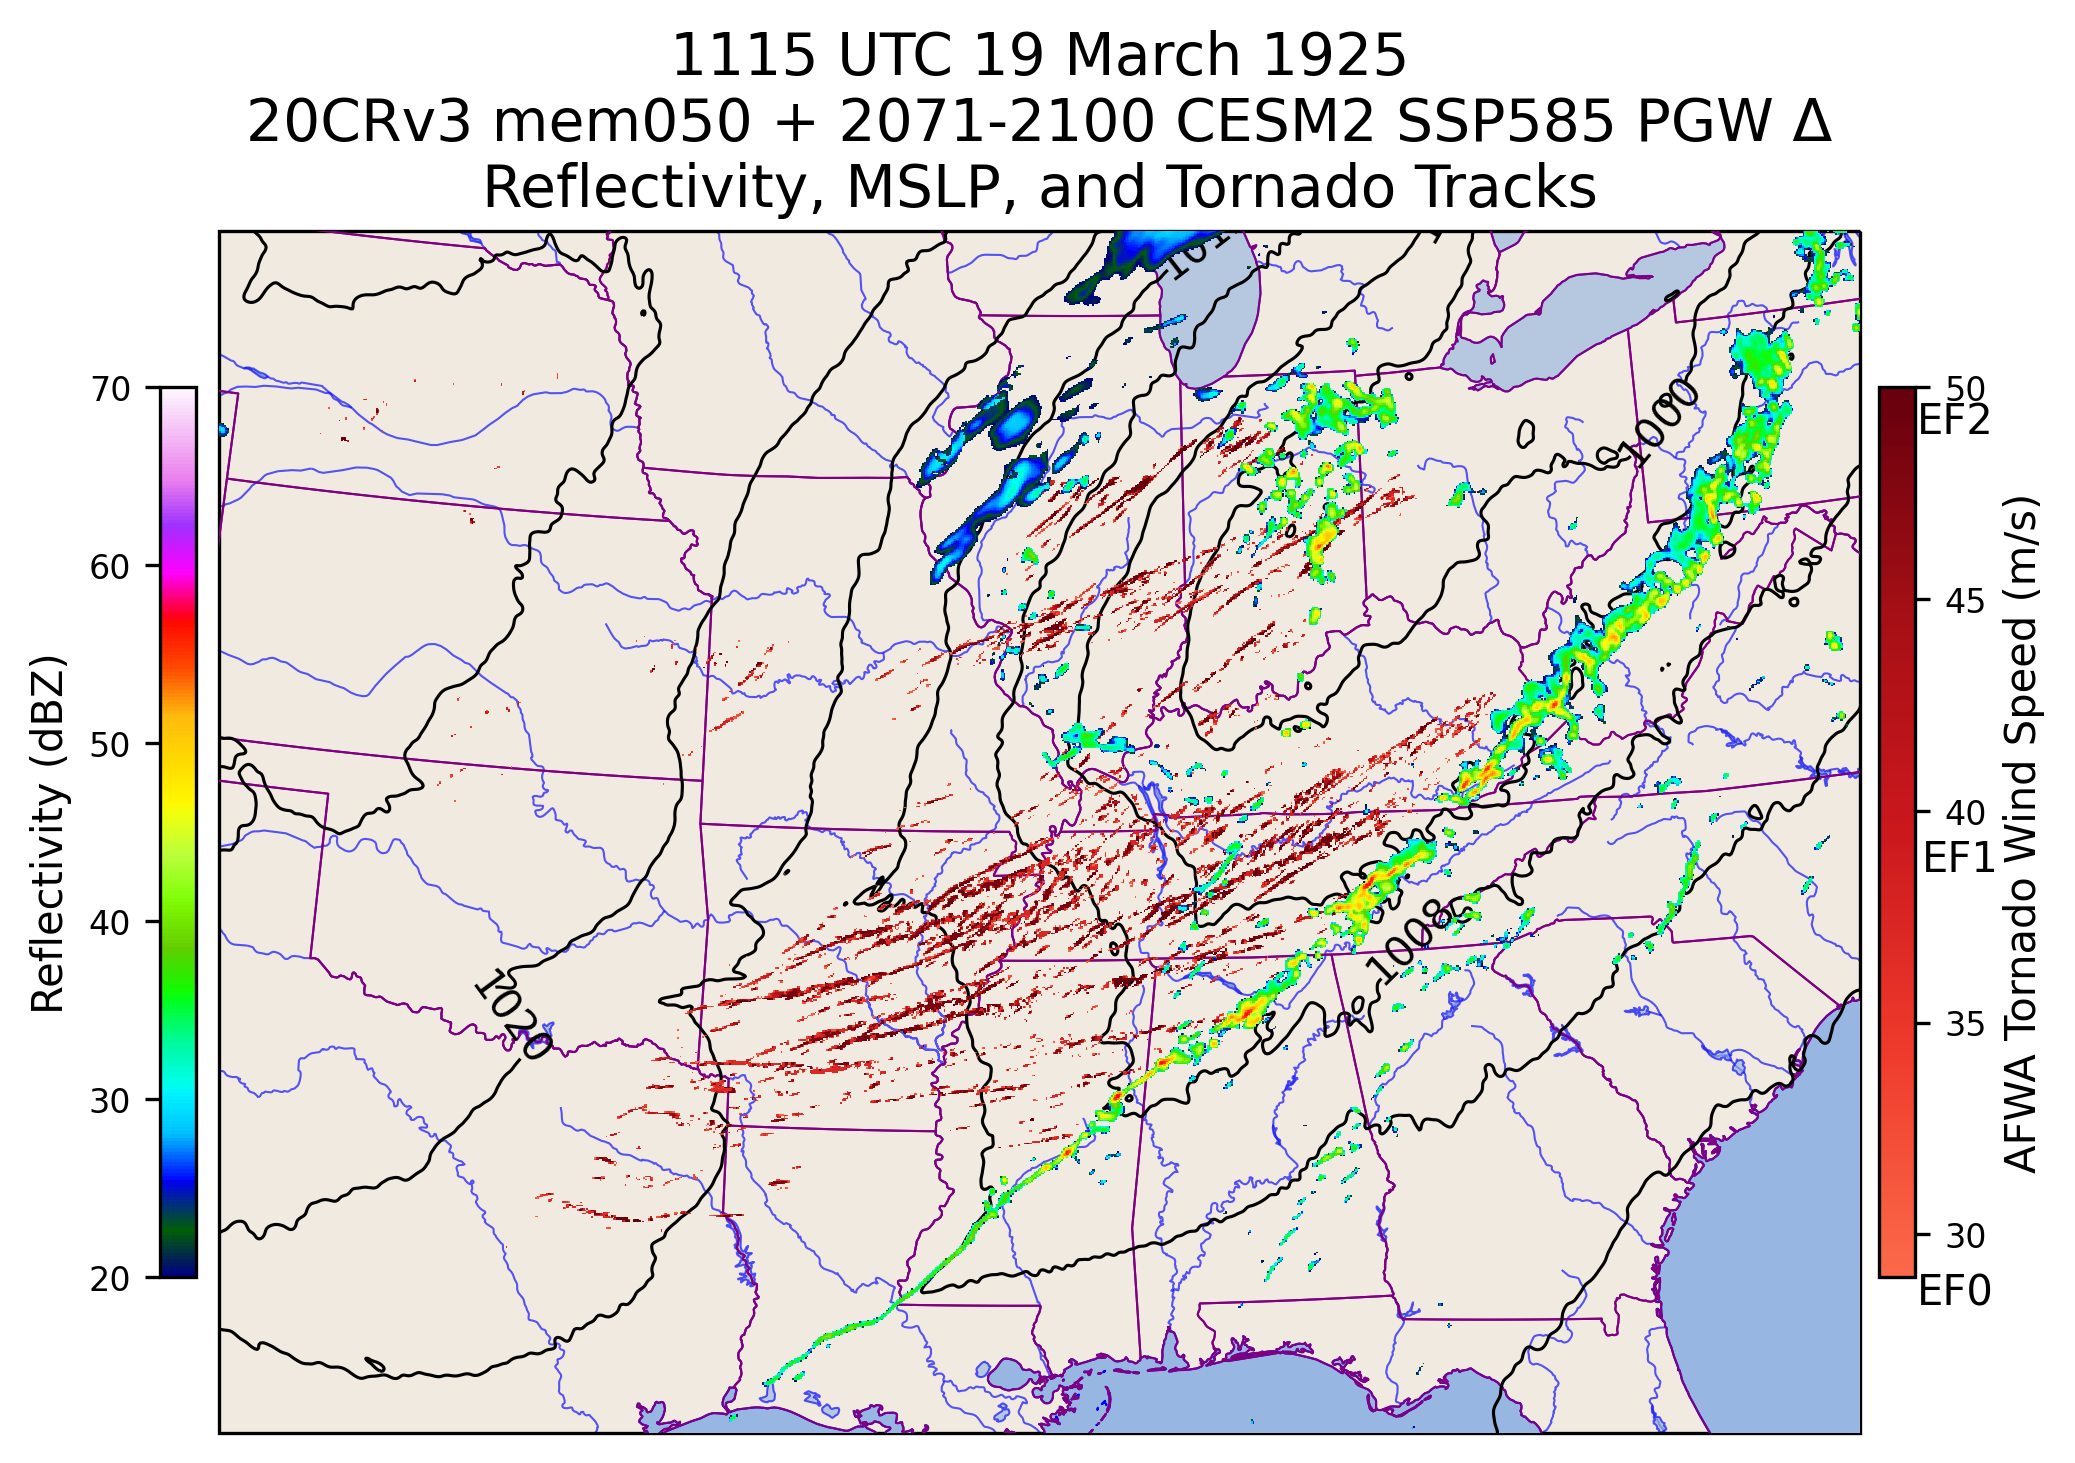 1115 UTC 19 March 1925
20CRv3 mem050 + 2071-2100 CESM2 SSP585 PGW Δ
Reflectivity, MSLP, and Tornado Tracks
Reflectivity (dBZ)
70
60
50
40
30
20
1000
1008
1020
50
EF2
45
40
EF1
35
30
EF0
AFWA Tornado Wind Speed (m/s)